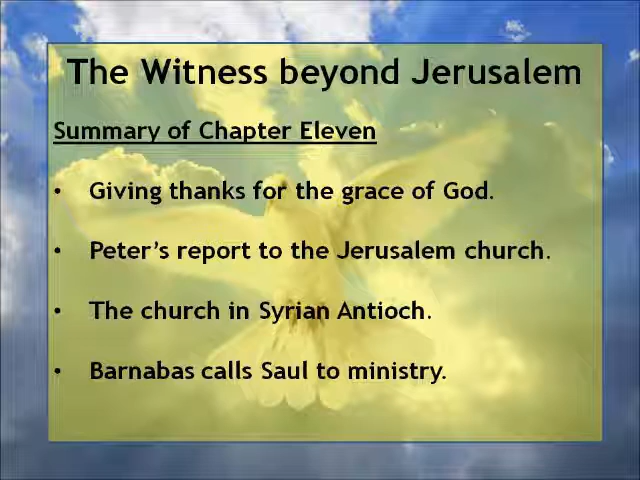 The Witness beyond Jerusalem
Summary of Chapter Eleven
• Giving thanks for the grace of God.
• Peter’s report to the Jerusalem church.
• The church in Syrian Antioch.
• Barnabas calls Saul to ministry.